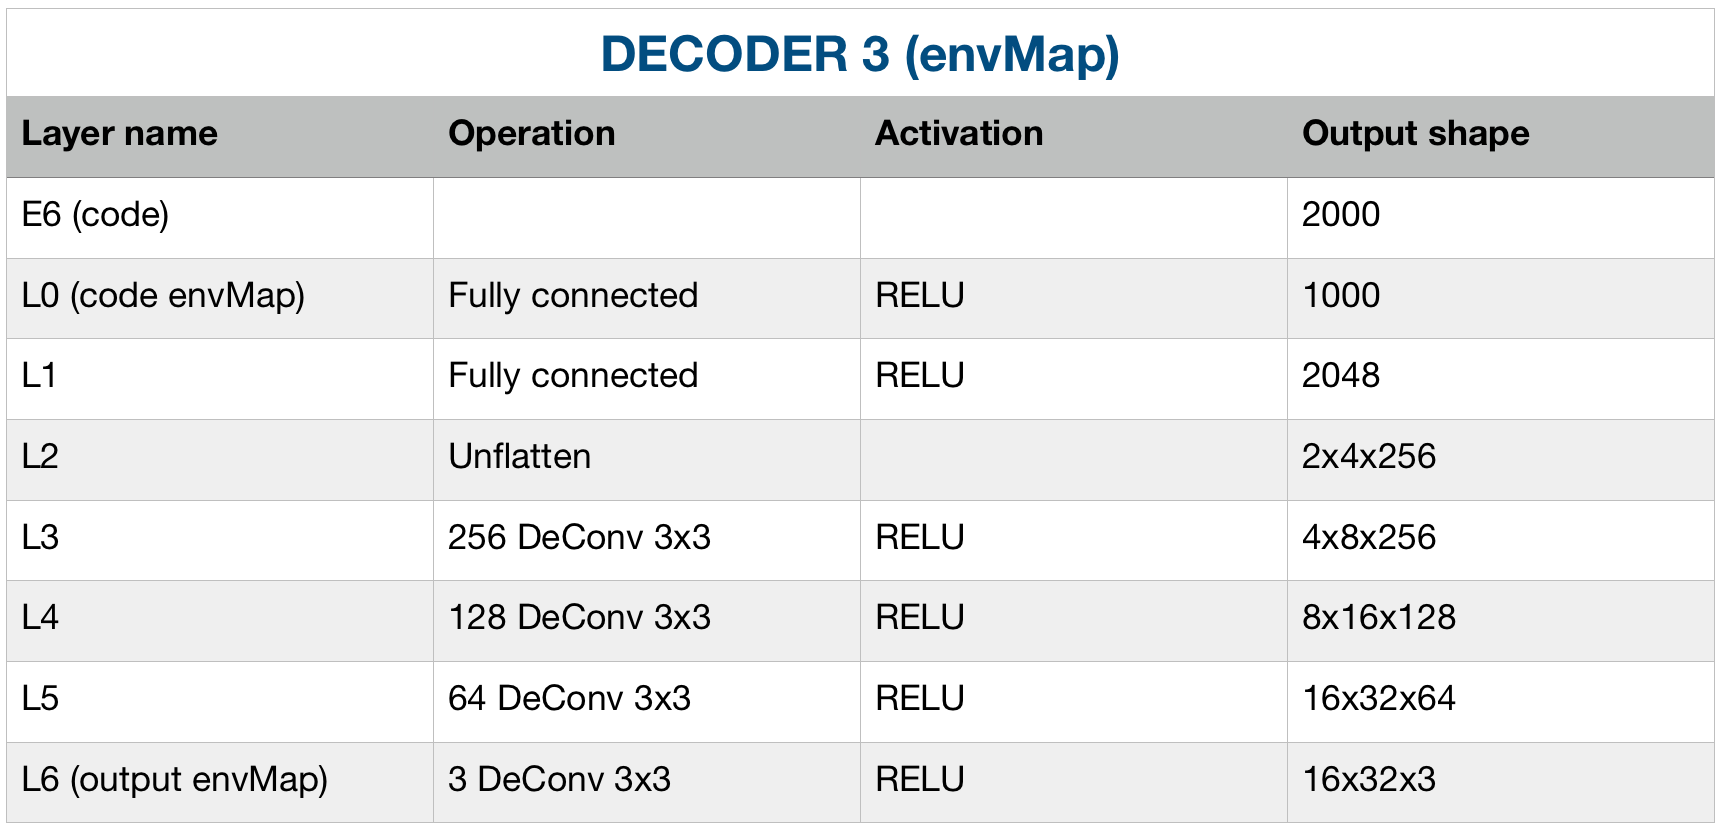 DECODER 3 (envMap)
Layer name Operation Activation Output shape
E6 (code) 2000
L0 (code envMap) Fully connected RELU 1000
L1 Fully connected RELU 2048
L2 Unflatten 2x4x256
L3 256 DeConv 3x3 RELU 4x8x256
L4 128 DeConv 3x3 RELU 8x16x128
L5 64 DeConv 3x3 RELU 16x32x64
L6 (output envMap) 3 DeConv 3x3 RELU 16x32x3